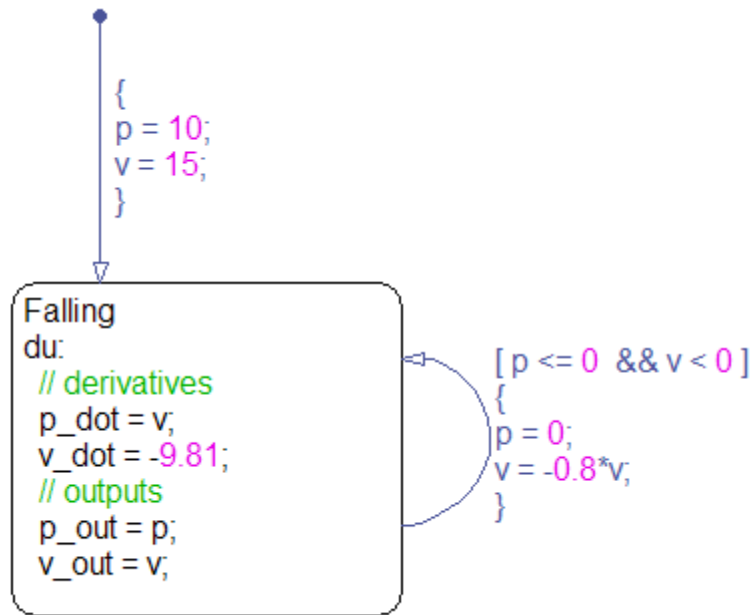 {
p = 10;
v = 15;
}
Falling
du:
// derivatives
p_dot = v;
v_dot = -9.81;
// outputs
p_out = p;
v_out = v;
[ p <= 0 && v < 0 ]
{
p = 0;
v = -0.8*v;
}